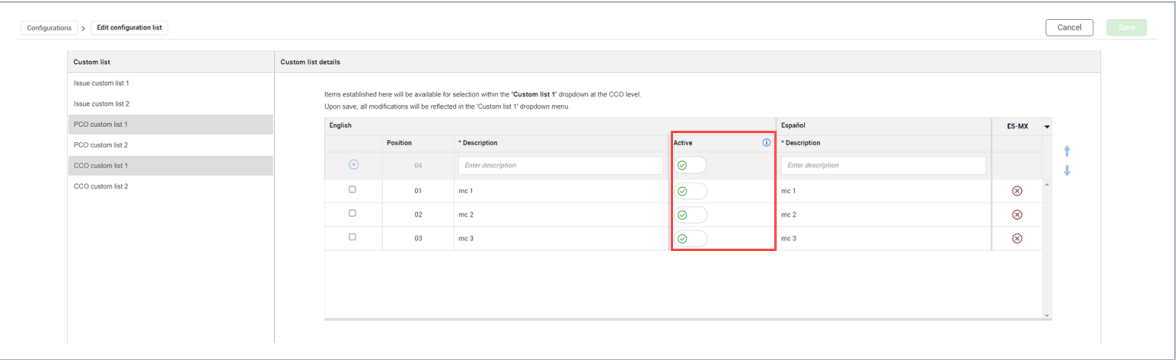 Configurations > Edit configuration list
Cancel
Save
Custom list
Custom list details
Issue custom list 1
Issue custom list 2
PCO custom list 1
PCO custom list 2
CCO custom list 1
CCO custom list 2
Items established here will be available for selection within the "Custom list 1" dropdown at the CCO level.
Upon save, all modifications will be reflected in the 'Custom list 1' dropdown menu.
English Español ES-MX
Position * Description Active * Description
04 Enter description Enter description
01 mc 1 mc 1
02 mc 2 mc 2
03 mc 3 mc 3